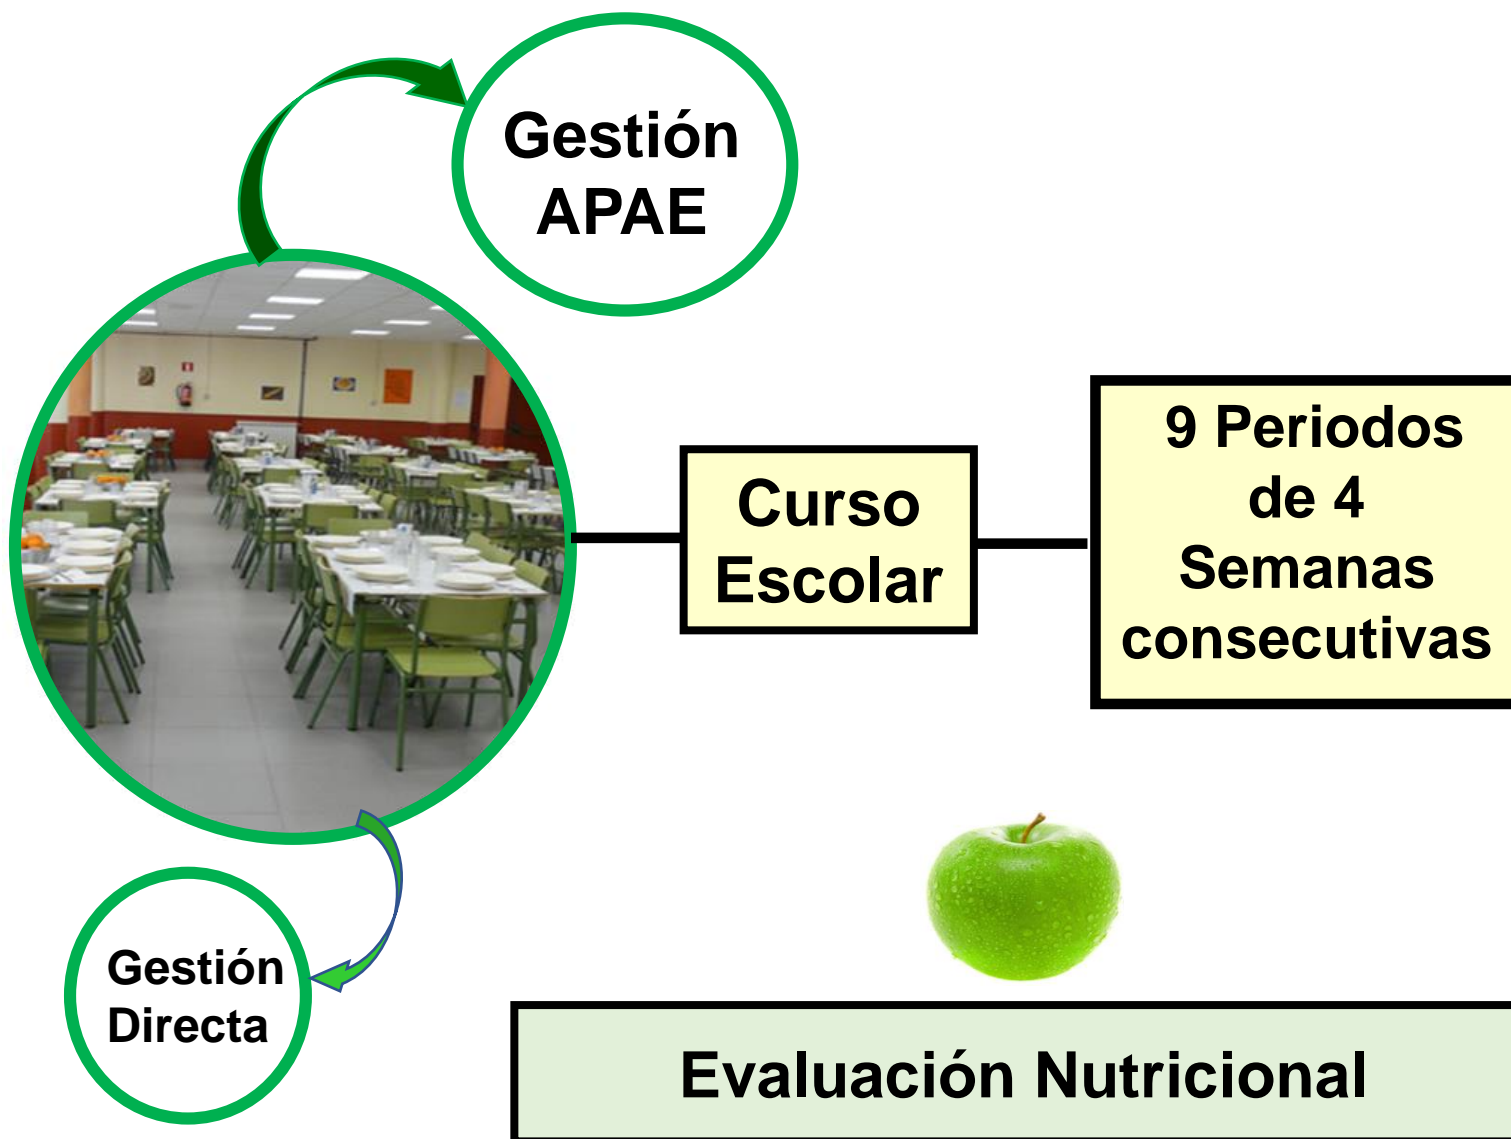 Gestión
APAE
9 Periodos
de 4
Semanas
consecutivas
Curso
Escolar
Gestión
Directa
Evaluación Nutricional